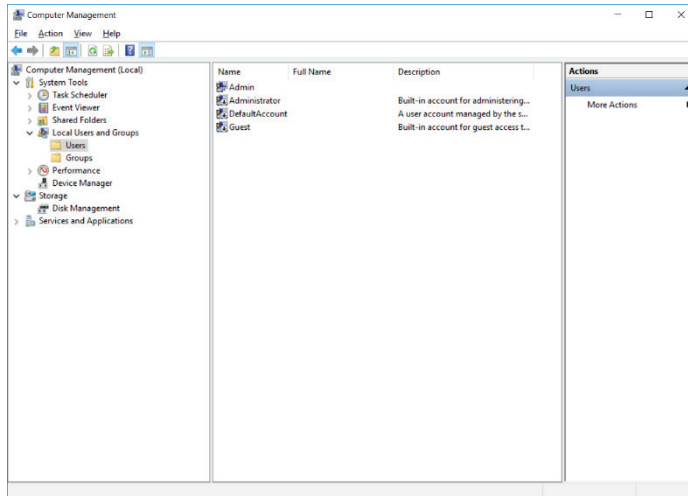 Computer Management
File Action View Help
Computer Management (Local)
System Tools
Task Scheduler
Event Viewer
Shared Folders
Local Users and Groups
Users
Groups
Performance
Device Manager
Storage
Disk Management
Services and Applications
Name Full Name Description
Admin
Administrator Built-in account for administering...
DefaultAccount A user account managed by the s...
Guest Built-in account for guest access t...
Actions
Users
More Actions